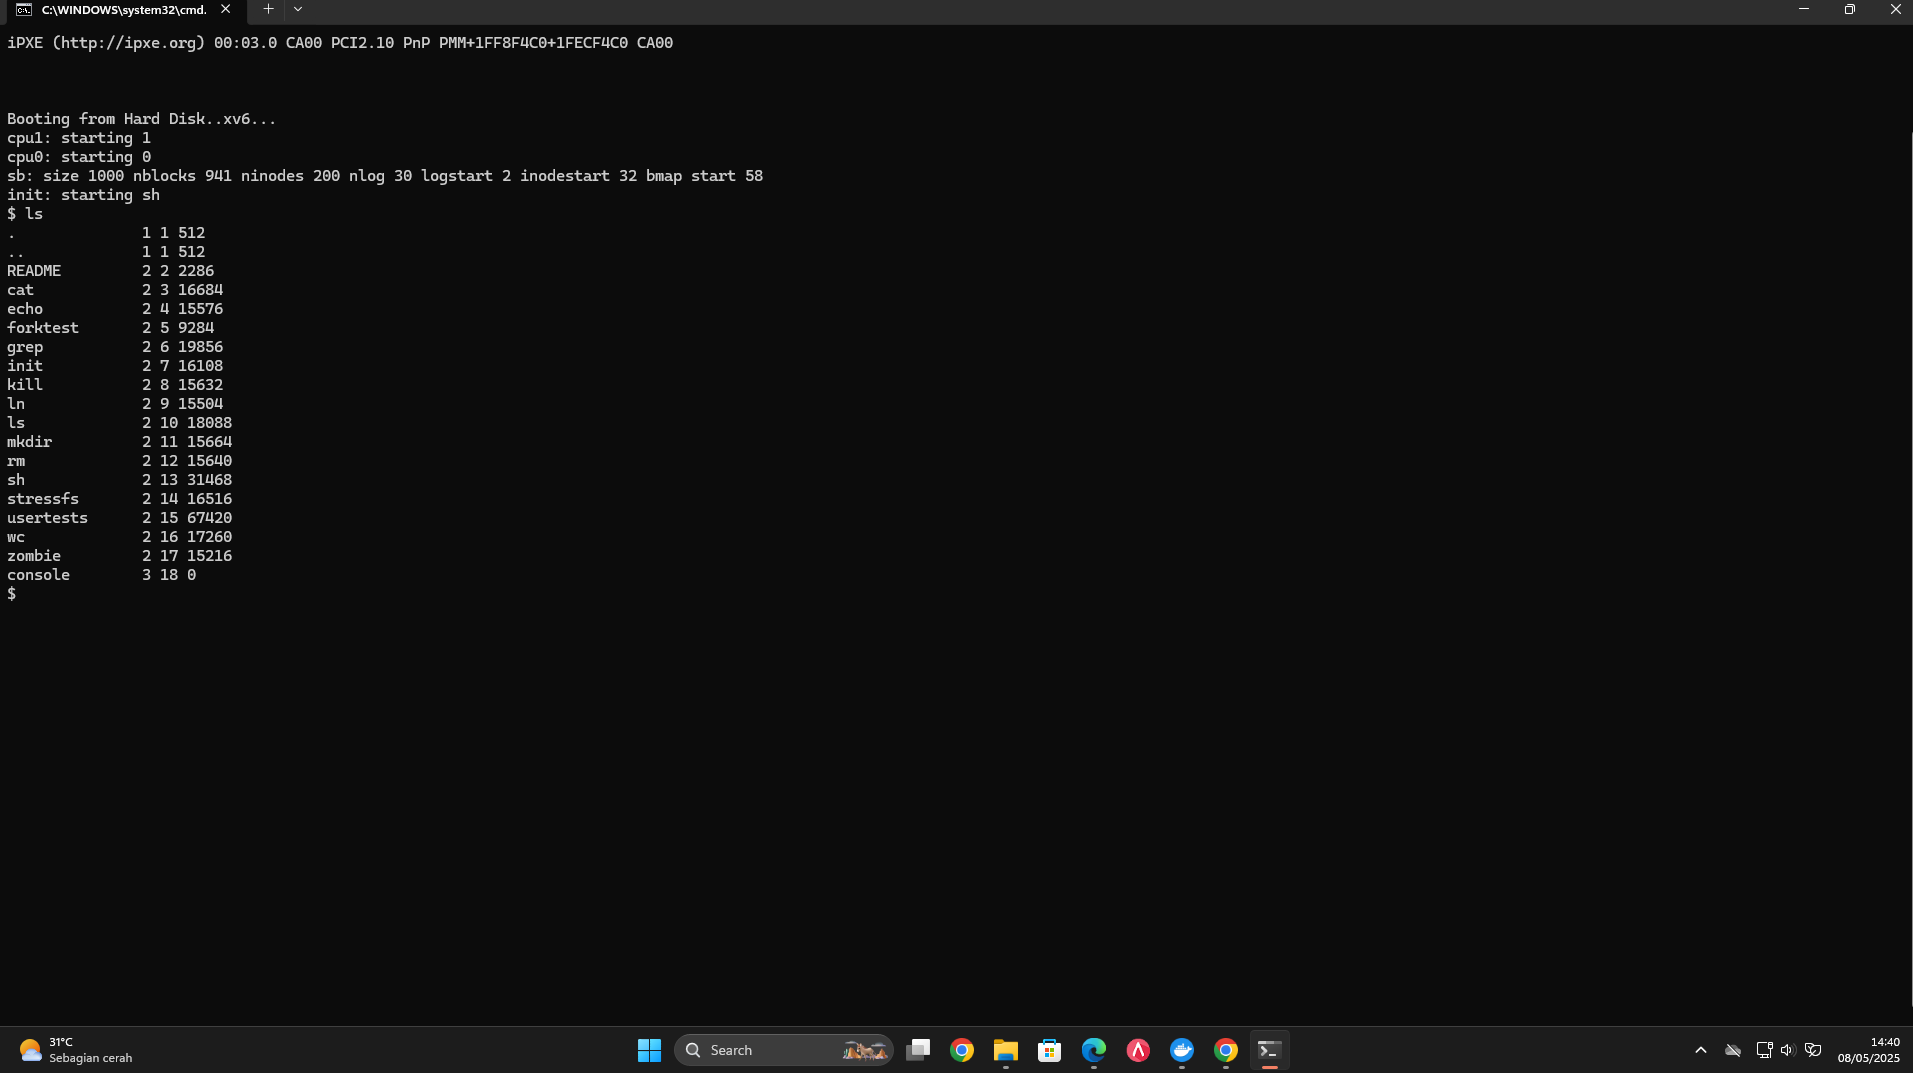 C:\WINDOWS\system32\cmd.
iPXE (http://ipxe.org) 00:03.0 CA00 PCI2.10 PnP PMM+1FF8F4C0+1FECF4C0 CA00
Booting from Hard Disk..xv6...
cpu1: starting 1
cpu0: starting 0
sb: size 1000 nblocks 941 ninodes 200 nlog 30 logstart 2 inodestart 32 bmap start 58
init: starting sh
$ ls
. 1 1 512
.. 1 1 512
README 2 2 2286
cat 2 3 16684
echo 2 4 15576
forktest 2 5 9284
grep 2 6 19856
init 2 7 16108
kill 2 8 15632
ln 2 9 15504
ls 2 10 18088
mkdir 2 11 15664
rm 2 12 15640
sh 2 13 31468
stressfs 2 14 16516
usertests 2 15 67420
wc 2 16 17260
zombie 2 17 15216
console 3 18 0
$
31°C
Sebagian cerah
Search
14:40
08/05/2025